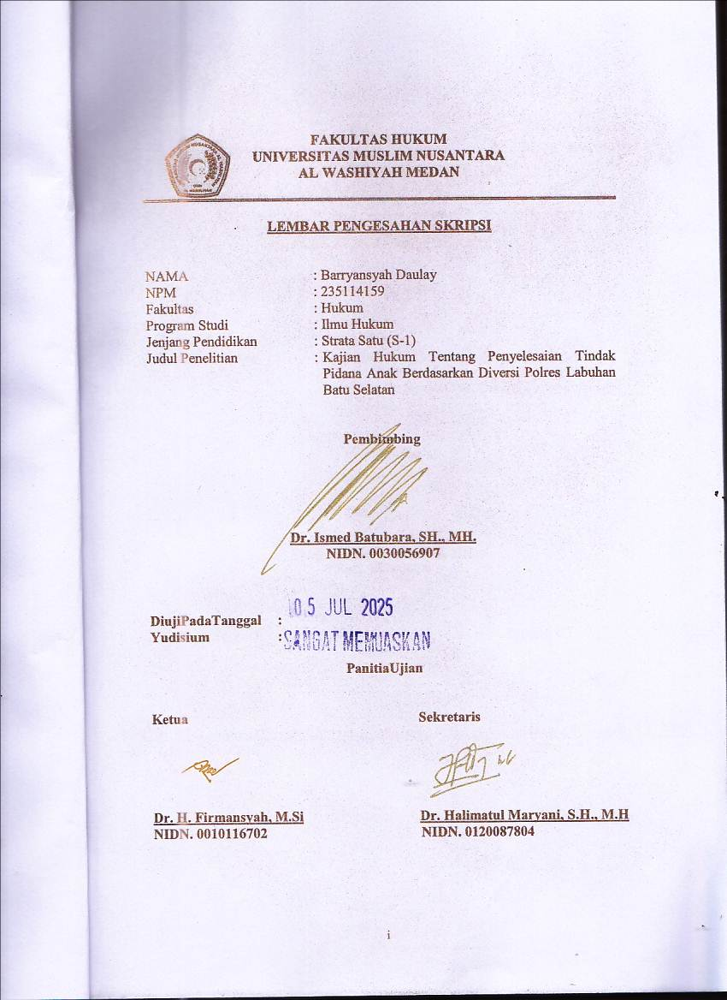 FAKULTAS HUKUM
UNIVERSITAS MUSLIM NUSANTARA
AL WASHIYAH MEDAN
LEMBAR PENGESAHAN SKRIPSI
NAMA : Barryansyah Daulay
NPM : 235114159
Fakultas : Hukum
Program Studi : Ilmu Hukum
Jenjang Pendidikan : Strata Satu (S-1)
Judul Penelitian : Kajian Hukum Tentang Penyelesaian Tindak
Pidana Anak Berdasarkan Diversi Polres Labuhan
Batu Selatan
Pembimbing
Dr. Ismed Batubara, SH., MH.
NIDN. 0030056907
DiujiPadaTanggal : 05 JUL 2025
Yudisium : SANGAT MEMUASKAN
PanitiaUjian
Ketua Sekretaris
Dr. H. Firmansyah, M.Si Dr. Halimatul Maryani, S.H., M.H
NIDN. 0010116702 NIDN. 0120087804
i